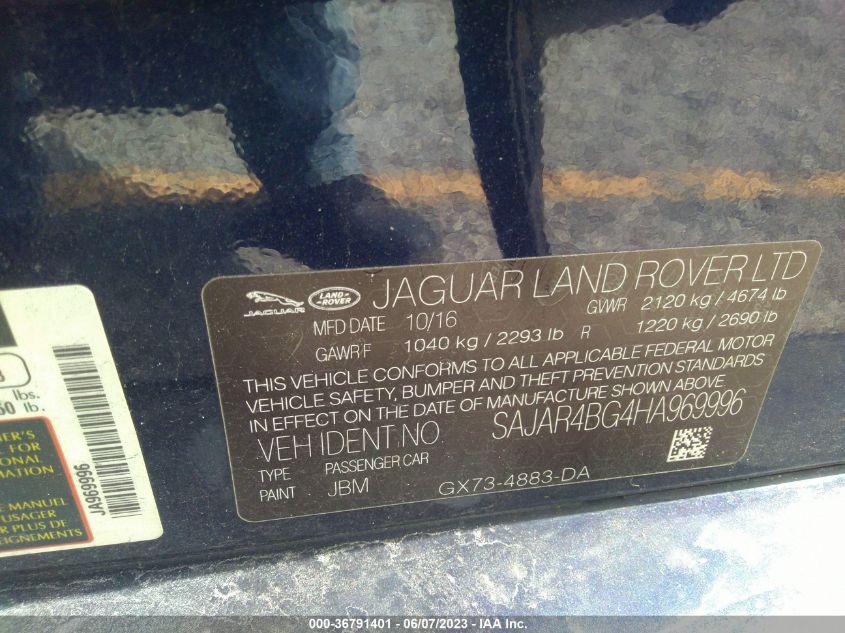 JAGUAR
LAND ROVER
JAGUAR LAND ROVER LTD
MFD DATE 10/16 GVWR 2120 kg / 4674 lb
GAWR F 1040 kg / 2293 lb R 1220 kg / 2690 lb
THIS VEHICLE CONFORMS TO ALL APPLICABLE FEDERAL MOTOR
VEHICLE SAFETY, BUMPER AND THEFT PREVENTION STANDARDS
IN EFFECT ON THE DATE OF MANUFACTURE SHOWN ABOVE
VEH IDENT.NO SAJAR4BG4HA969996
TYPE PASSENGER CAR
PAINT JBM GX73-4883-DA
lbs.
lb.
FOR
MATION
MANUEL
USAGER
PLUS DE
JA969996
000-36791401 - 06/07/2023 - IAA Inc.